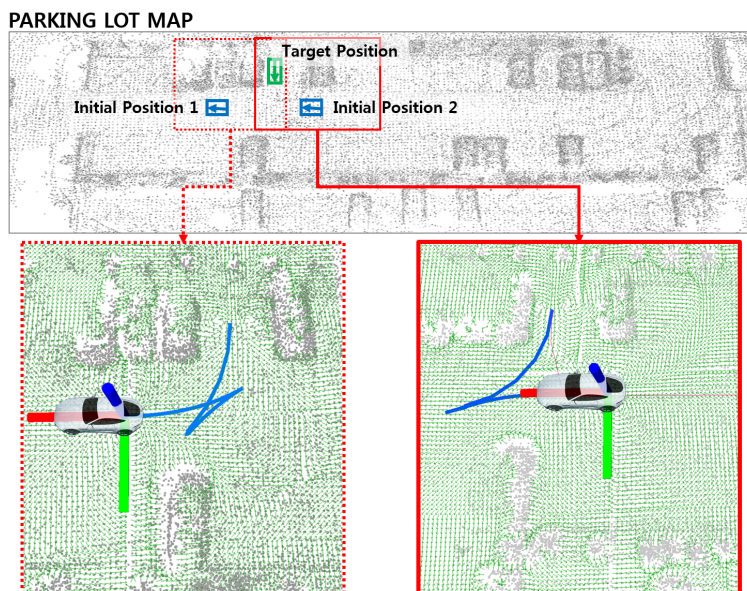 PARKING LOT MAP
Target Position
Initial Position 1
Initial Position 2